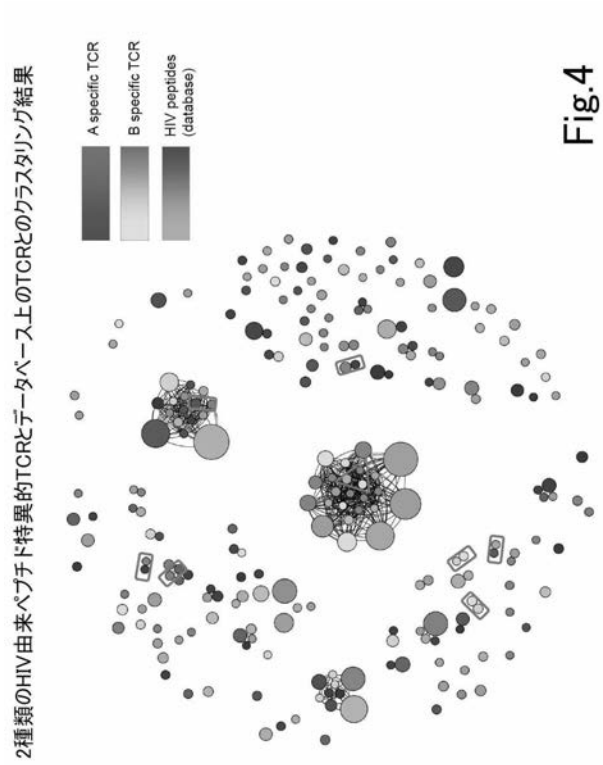 2種類のHIV由来ペプチド特異的TCRとデータベース上のTCRとのクラスタリング結果
A specific TCR
B specific TCR
HIV peptides
(database)
Fig.4